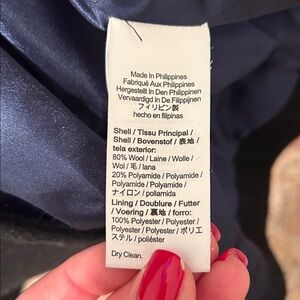 Made In Philippines
Fabriqué Aux Philippines
Hergestellt In Den Philippinen
Vervaardigd In De Filippijnen
フィリピン製
hecho en filipinas
Shell / Tissu Principal /
Shell / Bovenstof / 表地 /
tela exterior:
80% Wool / Laine / Wolle /
Wol / 毛 / lana
20% Polyamide / Polyamide /
Polyamide / Polyamide /
ナイロン / poliamida
Lining / Doublure / Futter
/ Voering / 裏地 / forro:
100% Polyester / Polyester /
Polyester / Polyester / ポリエ
ステル / poliéster
Dry Clean.